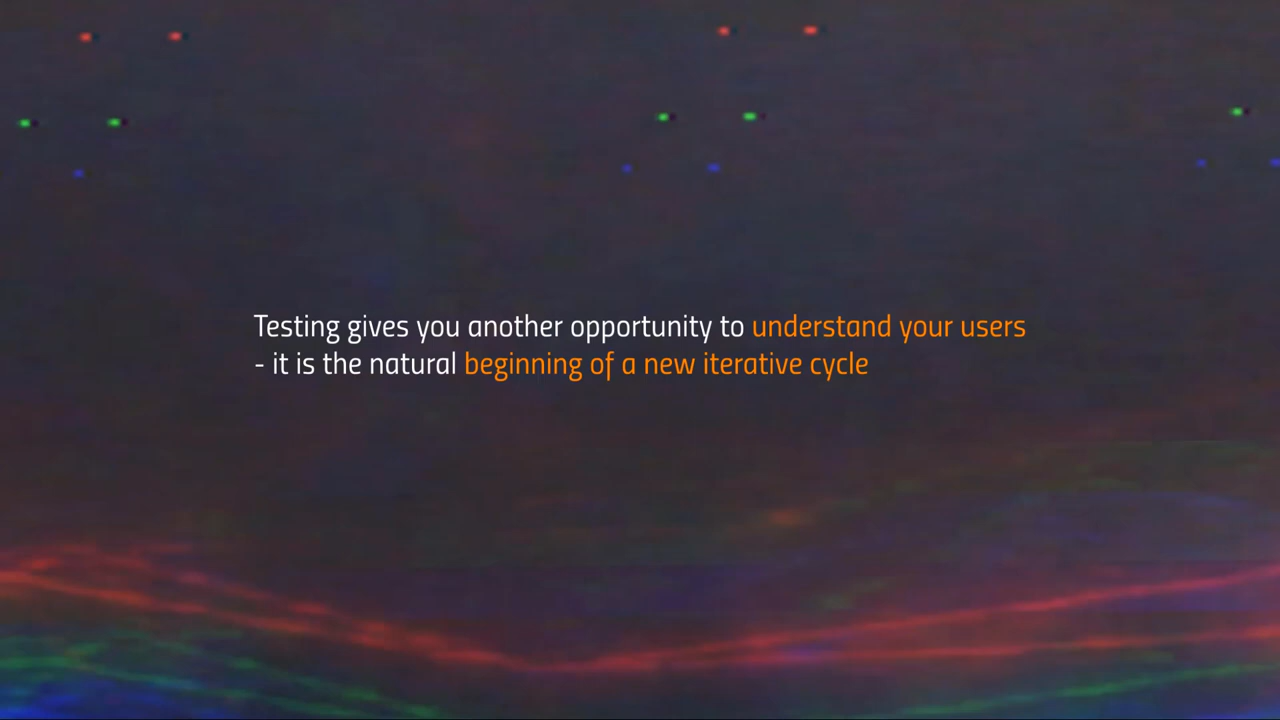 Testing gives you another opportunity to understand your users
- it is the natural beginning of a new iterative cycle